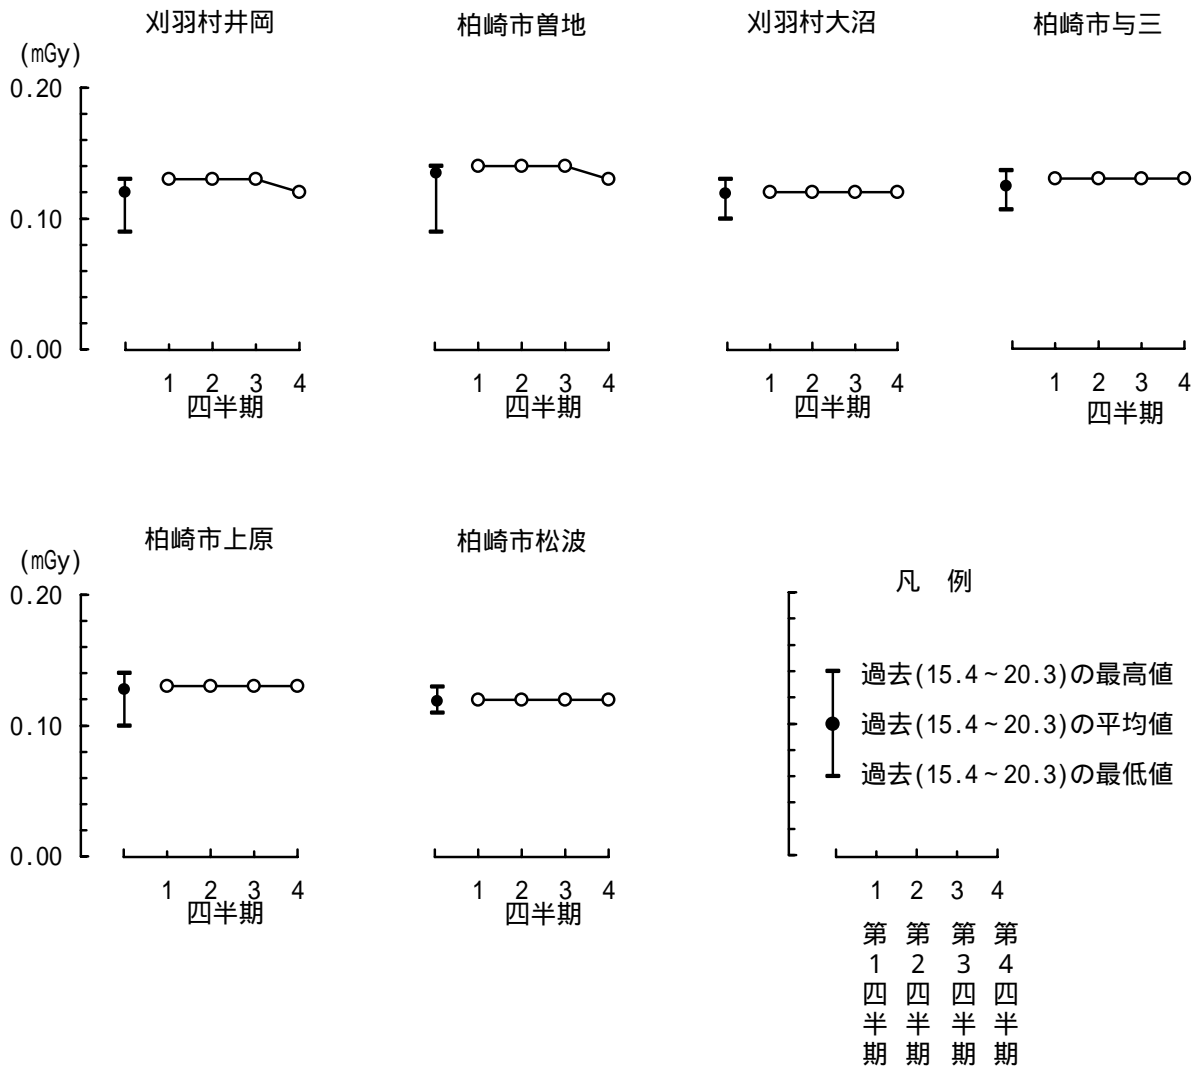 刈羽村井岡 柏崎市曽地 刈羽村大沼 柏崎市与三
(mGy)
0.20
0.10
0.00
1 2 3 4 1 2 3 4 1 2 3 4 1 2 3 4
四半期 四半期 四半期 四半期
柏崎市上原 柏崎市松波
(mGy)
0.20
0.10
0.00
1 2 3 4 1 2 3 4
四半期 四半期
凡 例
過去(15.4~20.3)の最高値
過去(15.4~20.3)の平均値
過去(15.4~20.3)の最低値
1 2 3 4
第1四半期
第2四半期
第3四半期
第4四半期